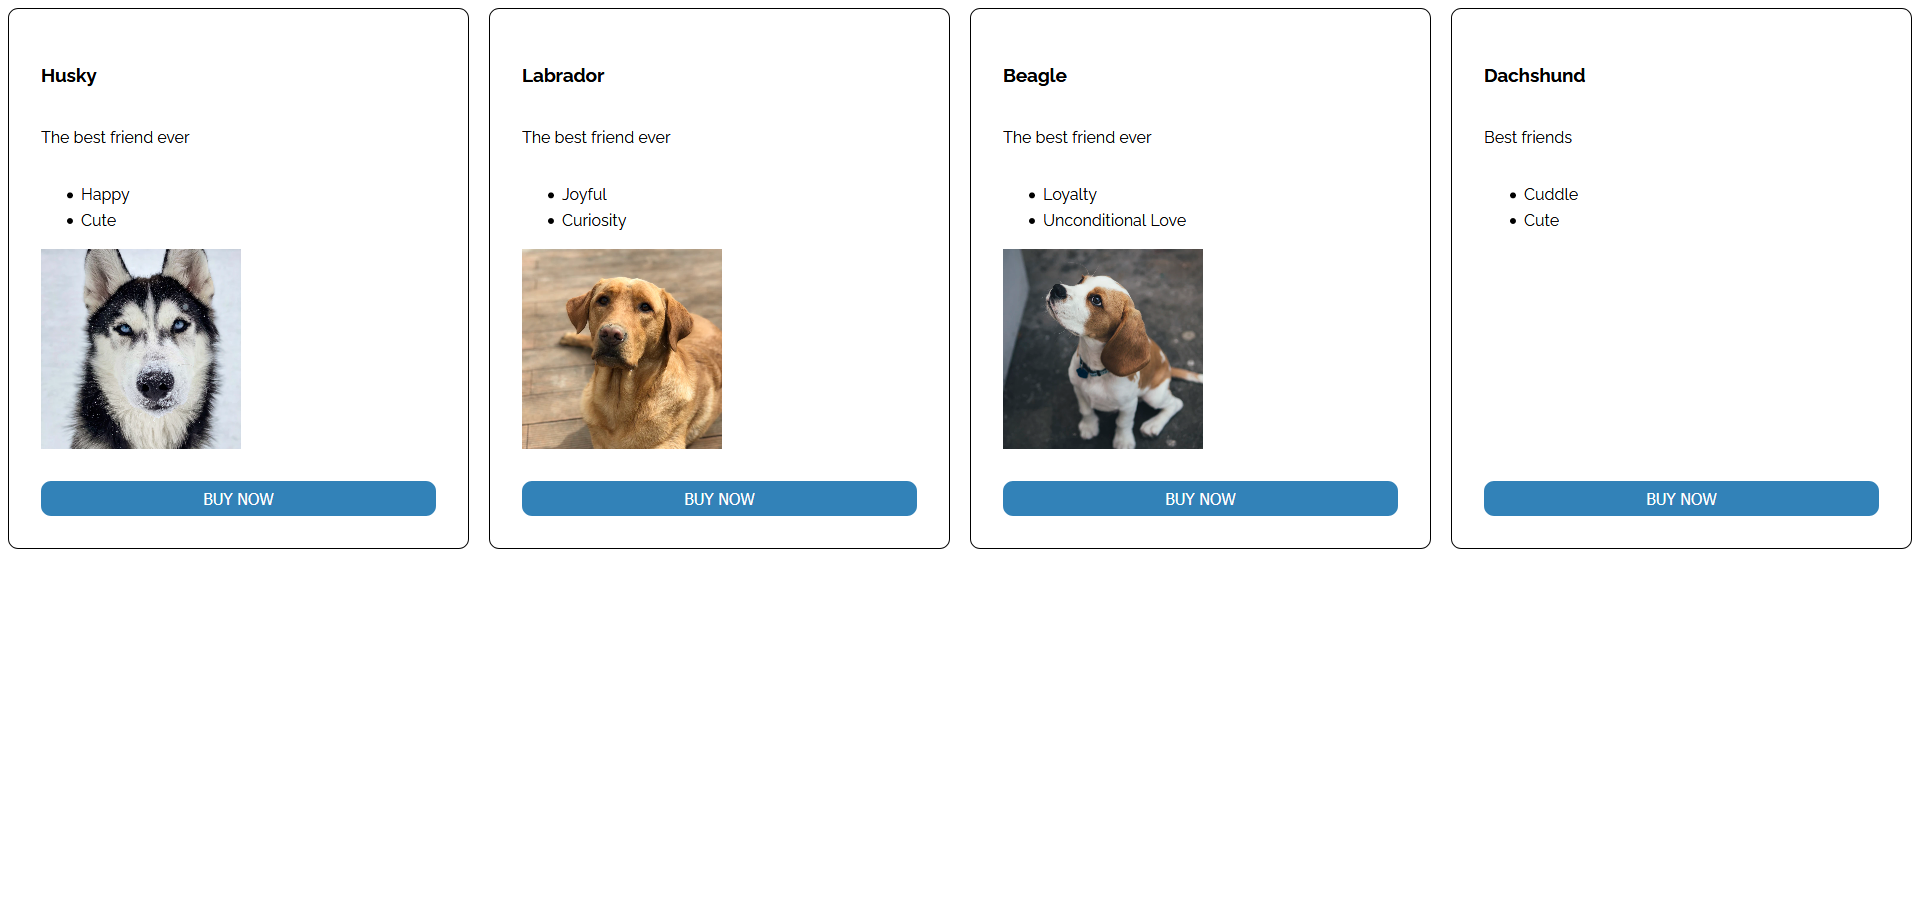 Husky
The best friend ever
Happy
Cute
BUY NOW
Labrador
The best friend ever
Joyful
Curiosity
BUY NOW
Beagle
The best friend ever
Loyalty
Unconditional Love
BUY NOW
Dachshund
Best friends
Cuddle
Cute
BUY NOW